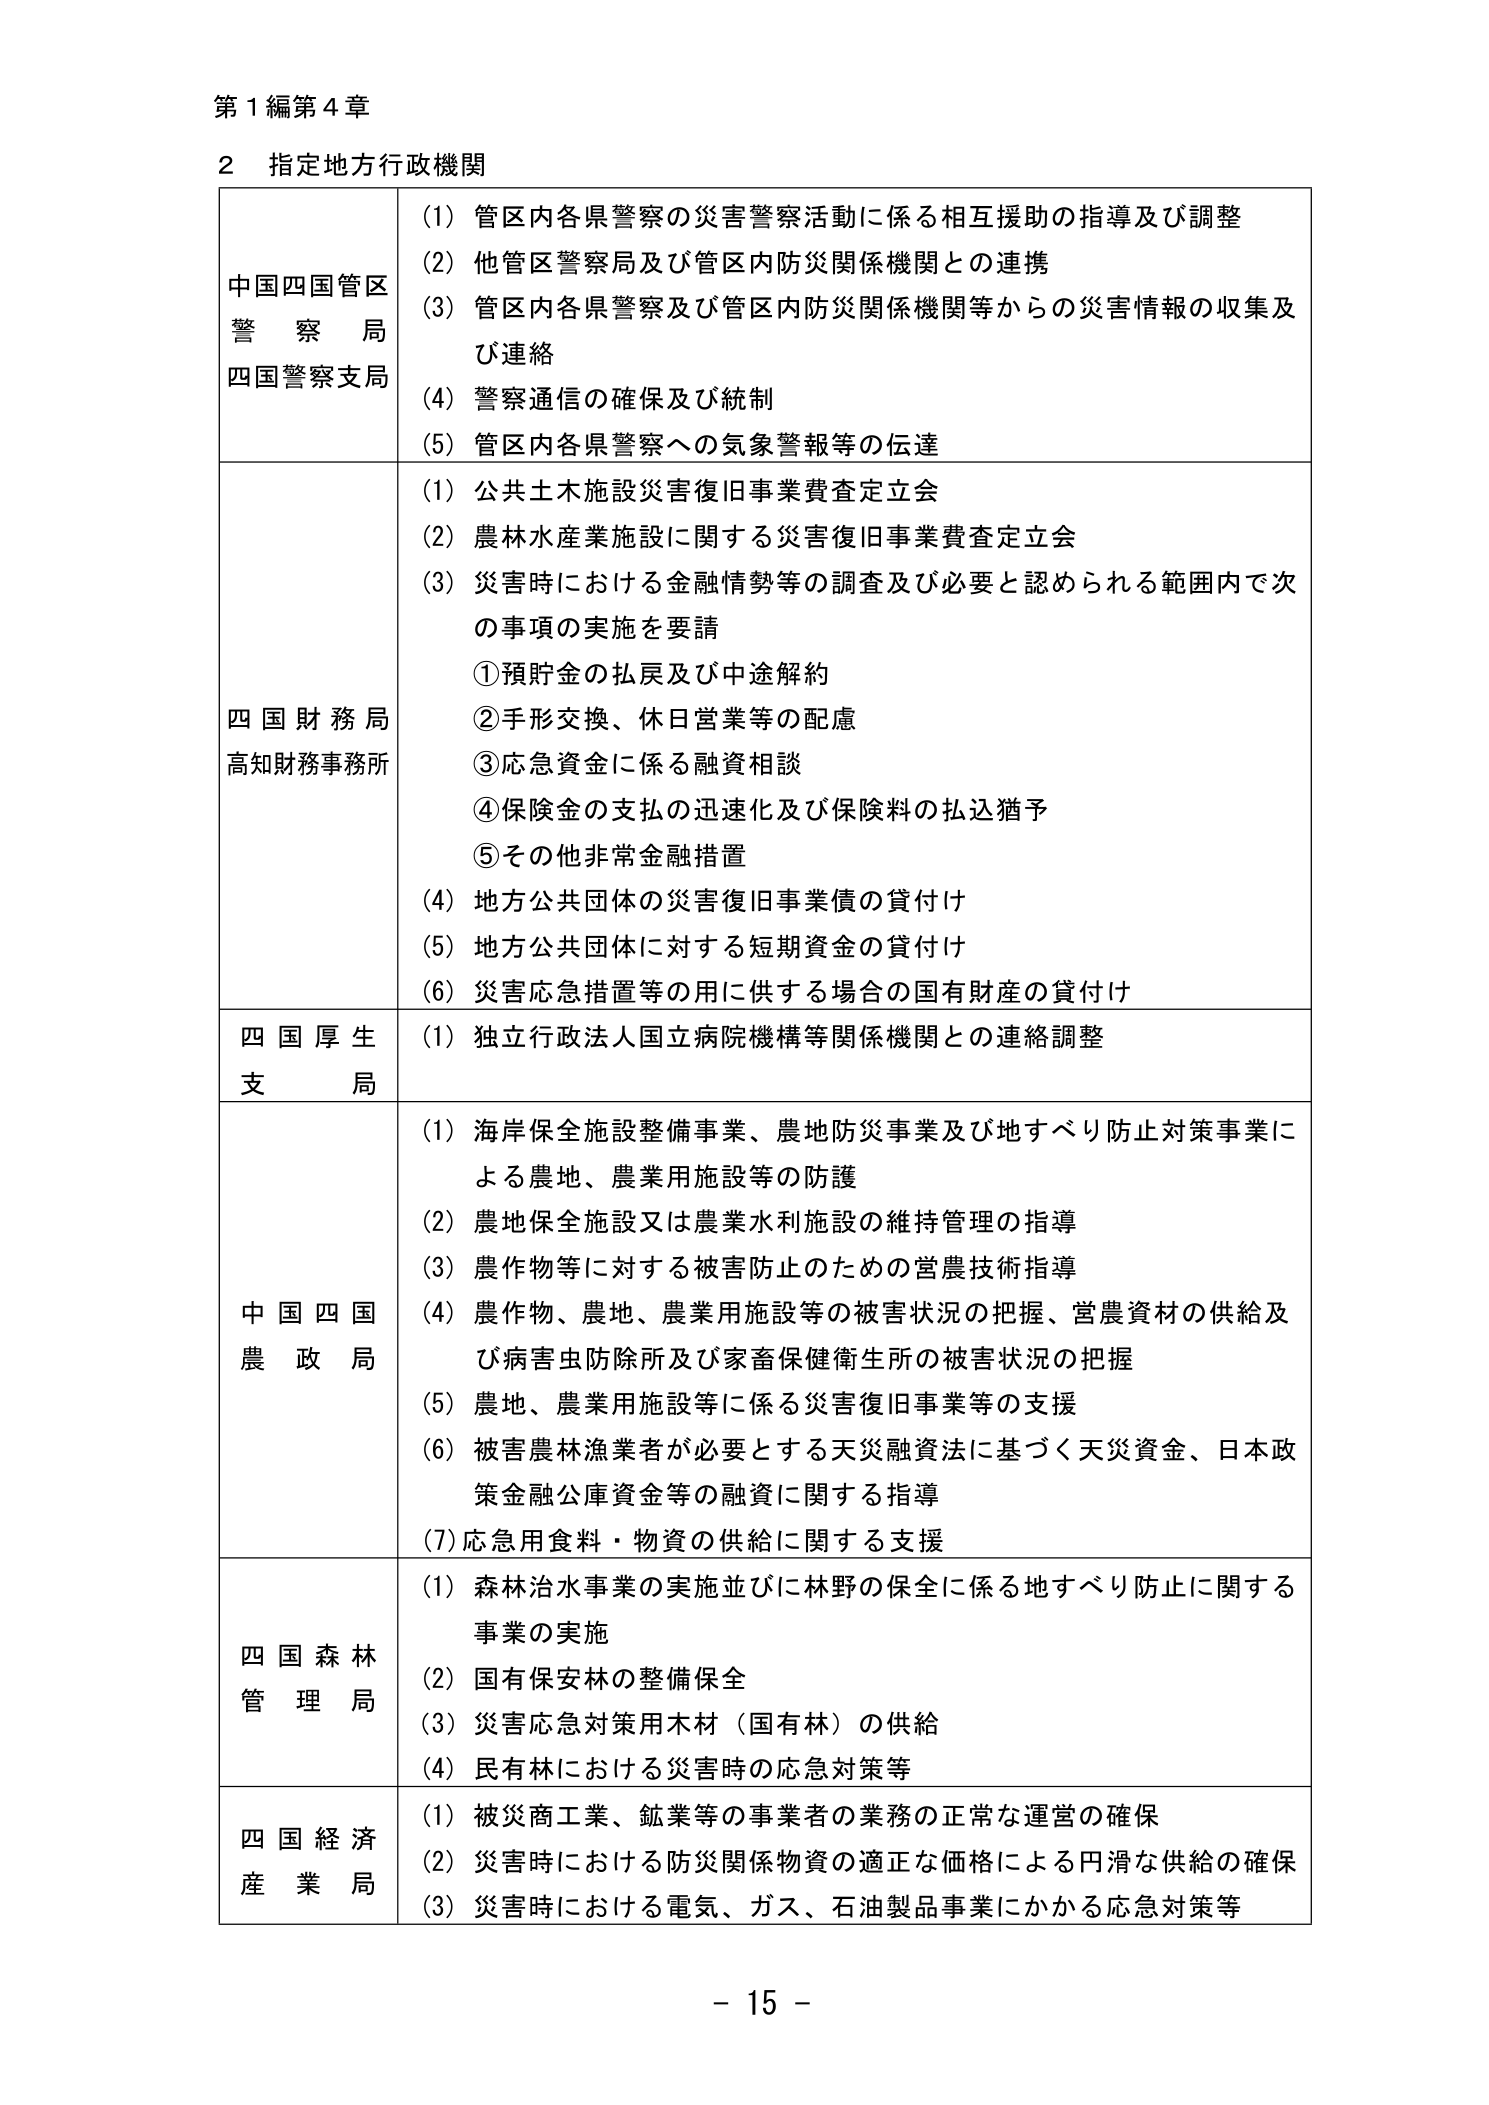 第１編第４章
２　指定地方行政機関
中国四国管区
警察局
四国警察支局
(1) 管区内各県警察の災害警察活動に係る相互援助の指導及び調整
(2) 他管区警察局及び管区内防災関係機関との連携
(3) 管区内各県警察及び管区内防災関係機関等からの災害情報の収集及
び連絡
(4) 警察通信の確保及び統制
(5) 管区内各県警察への気象警報等の伝達
四国財務局
高知財務事務所
(1) 公共土木施設災害復旧事業費査定立会
(2) 農林水産業施設に関する災害復旧事業費査定立会
(3) 災害時における金融情勢等の調査及び必要と認められる範囲内で次
の事項の実施を要請
①預貯金の払戻及び中途解約
②手形交換、休日営業等の配慮
③応急資金に係る融資相談
④保険金の支払の迅速化及び保険料の払込猶予
⑤その他非常金融措置
(4) 地方公共団体の災害復旧事業債の貸付け
(5) 地方公共団体に対する短期資金の貸付け
(6) 災害応急措置等の用に供する場合の国有財産の貸付け
四国厚生
支局
(1) 独立行政法人国立病院機構等関係機関との連絡調整
中国四国
農政局
(1) 海岸保全施設整備事業、農地防災事業及び地すべり防止対策事業に
よる農地、農業用施設等の防護
(2) 農地保全施設又は農業水利施設の維持管理の指導
(3) 農作物等に対する被害防止のための営農技術指導
(4) 農作物、農地、農業用施設等の被害状況の把握、営農資材の供給及
び病害虫防除所及び家畜保健衛生所の被害状況の把握
(5) 農地、農業用施設等に係る災害復旧事業等の支援
(6) 被害農林漁業者が必要とする天災融資法に基づく天災資金、日本政
策金融公庫資金等の融資に関する指導
(7)応急用食料・物資の供給に関する支援
四国森林
管理局
(1) 森林治水事業の実施並びに林野の保全に係る地すべり防止に関する
事業の実施
(2) 国有保安林の整備保全
(3) 災害応急対策用木材（国有林）の供給
(4) 民有林における災害時の応急対策等
四国経済
産業局
(1) 被災商工業、鉱業等の事業者の業務の正常な運営の確保
(2) 災害時における防災関係物資の適正な価格による円滑な供給の確保
(3) 災害時における電気、ガス、石油製品事業にかかる応急対策等
－ 15 －